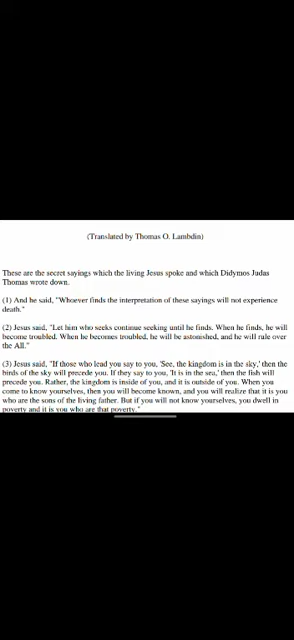 (Translated by Thomas O. Lambdin)
These are the secret sayings which the living Jesus spoke and which Didymos Judas
Thomas wrote down.
(1) And he said, "Whoever finds the interpretation of these sayings will not experience
death."
(2) Jesus said, "Let him who seeks continue seeking until he finds. When he finds, he will
become troubled. When he becomes troubled, he will be astonished, and he will rule over
the All."
(3) Jesus said, "If those who lead you say to you, 'See, the kingdom is in the sky,' then the
birds of the sky will precede you. If they say to you, 'It is in the sea,' then the fish will
precede you. Rather, the kingdom is inside of you, and it is outside of you. When you
come to know yourselves, then you will become known, and you will realize that it is you
who are the sons of the living father. But if you will not know yourselves, you dwell in
poverty and it is you who are that poverty."